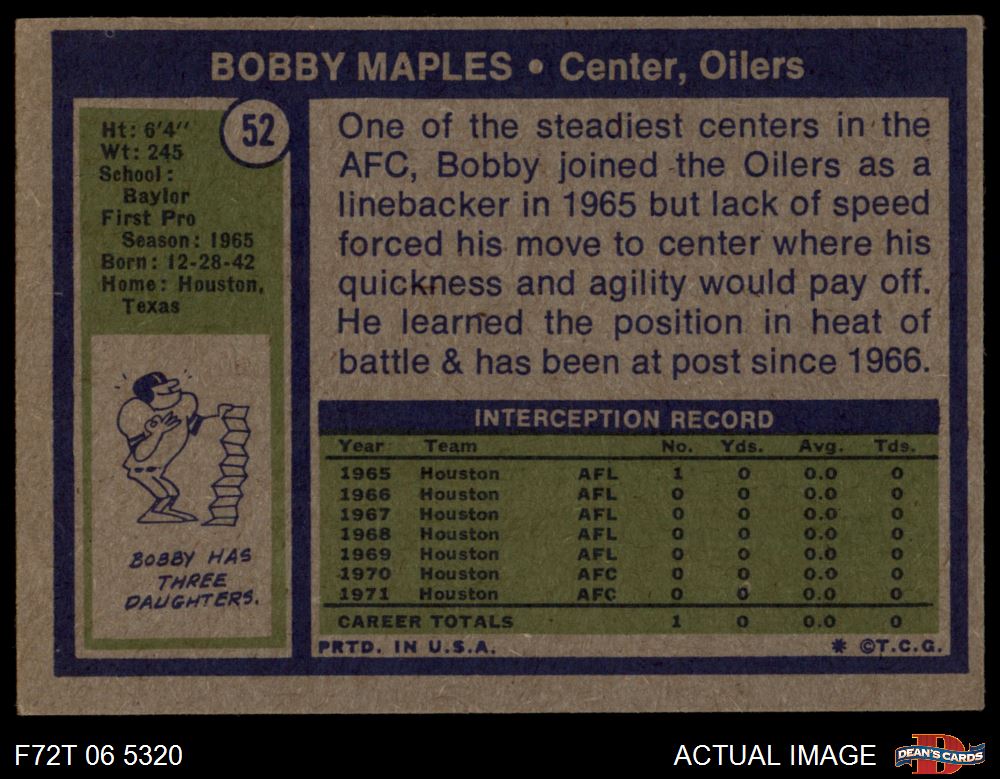 BOBBY MAPLES • Center, Oilers
52
Ht: 6'4"
Wt: 245
School:
Baylor
First Pro
Season: 1965
Born: 12-28-42
Home: Houston,
Texas
BOBBY HAS
THREE
DAUGHTERS.
One of the steadiest centers in the
AFC, Bobby joined the Oilers as a
linebacker in 1965 but lack of speed
forced his move to center where his
quickness and agility would pay off.
He learned the position in heat of
battle & has been at post since 1966.
INTERCEPTION RECORD
Year Team No. Yds. Avg. Tds.
1965 Houston AFL 1 0 0.0 0
1966 Houston AFL 0 0 0.0 0
1967 Houston AFL 0 0 0.0 0
1968 Houston AFL 0 0 0.0 0
1969 Houston AFL 0 0 0.0 0
1970 Houston AFC 0 0 0.0 0
1971 Houston AFC 0 0 0.0 0
CAREER TOTALS 1 0 0.0 0
PRTD. IN U.S.A. * ©T.C.G.
F72T 06 5320 ACTUAL IMAGE D DEAN'S CARDS